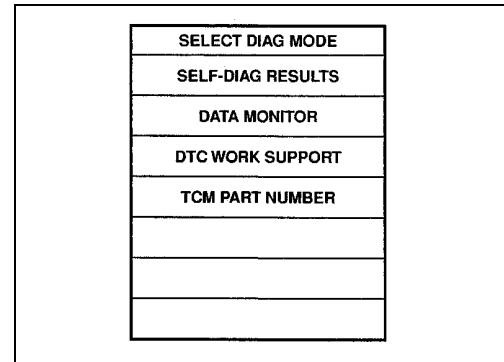 SELECT DIAG MODE
SELF-DIAG RESULTS
DATA MONITOR
DTC WORK SUPPORT
TCM PART NUMBER